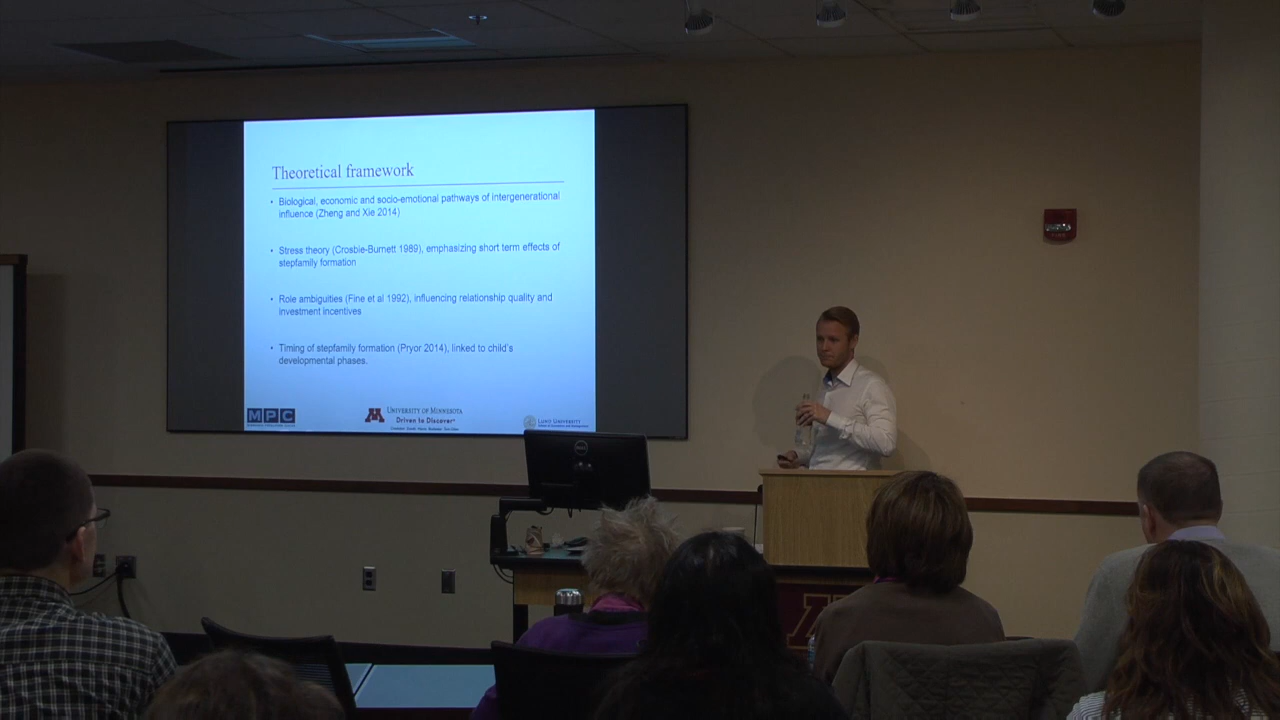 Theoretical framework
• Biological, economic and socio-emotional pathways of intergenerational
influence (Zheng and Xie 2014)
• Stress theory (Crosbie-Burnett 1989), emphasizing short term effects of
stepfamily formation
• Role ambiguities (Fine et al 1992), influencing relationship quality and
investment incentives
• Timing of stepfamily formation (Pryor 2014), linked to child's
developmental phases.
MPC
University of Minnesota
Driven to Discover
Lund University
DELL